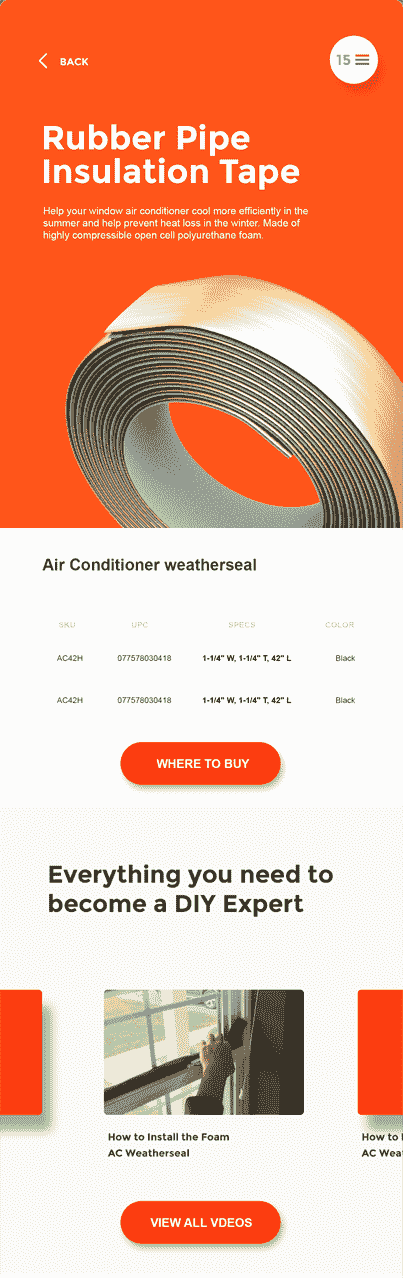 BACK
15
Rubber Pipe
Insulation Tape
Help your window air conditioner cool more efficiently in the
summer and help prevent heat loss in the winter. Made of
highly compressible open cell polyurethane foam.
Air Conditioner weatherseal
SKU UPC SPECS COLOR
AC42H 077578030418 1-1/4" W, 1-1/4" T, 42" L Black
AC42H 077578030418 1-1/4" W, 1-1/4" T, 42" L Black
WHERE TO BUY
Everything you need to
become a DIY Expert
How to Install the Foam
AC Weatherseal
How to
AC Wea
VIEW ALL VDEOS